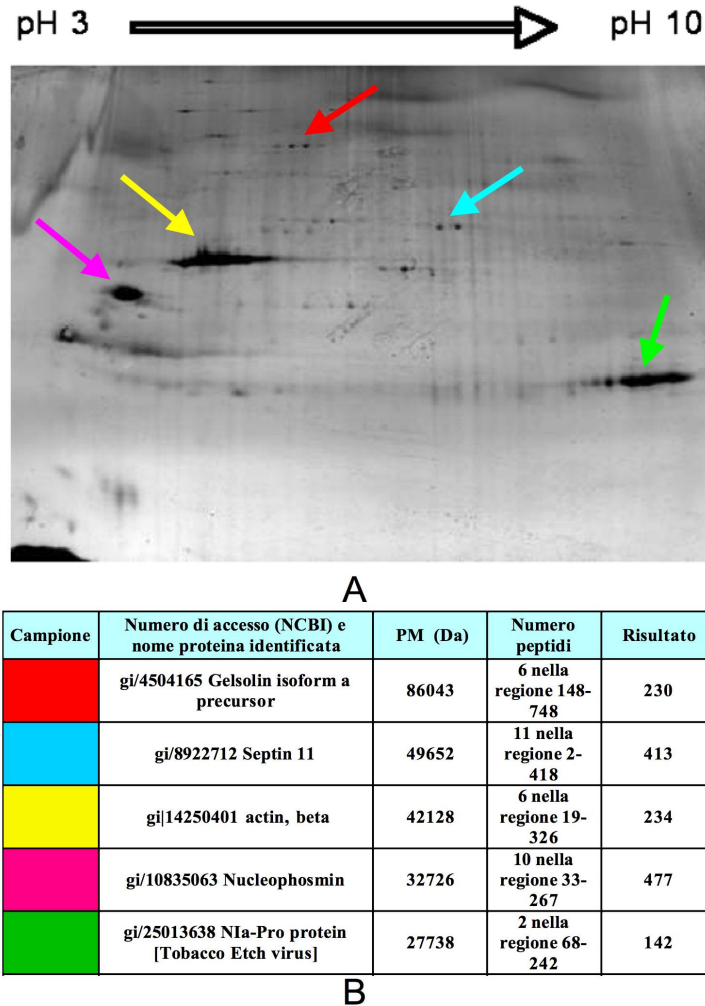 pH 3
pH 10
A
Campione
Numero di accesso (NCBI) e
nome proteina identificata
PM (Da)
Numero
peptidi
Risultato
gi/4504165 Gelsolin isoform a
precursor
86043
6 nella
regione 148-
748
230
gi/8922712 Septin 11
49652
11 nella
regione 2-
418
413
gi|14250401 actin, beta
42128
6 nella
regione 19-
326
234
gi/10835063 Nucleophosmin
32726
10 nella
regione 33-
267
477
gi/25013638 NIa-Pro protein
[Tobacco Etch virus]
27738
2 nella
regione 68-
242
142
B